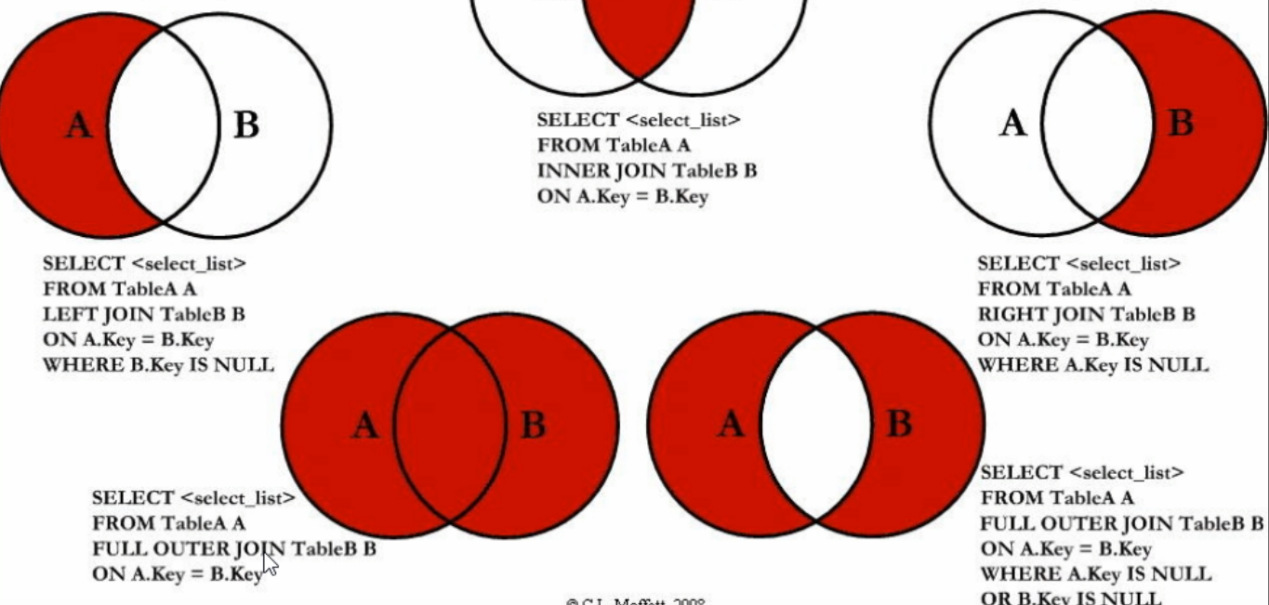 A B
SELECT <select_list>
FROM TableA A
INNER JOIN TableB B
ON A.Key = B.Key
A B
SELECT <select_list>
FROM TableA A
LEFT JOIN TableB B
ON A.Key = B.Key
WHERE B.Key IS NULL
SELECT <select_list>
FROM TableA A
RIGHT JOIN TableB B
ON A.Key = B.Key
WHERE A.Key IS NULL
A B
SELECT <select_list>
FROM TableA A
FULL OUTER JOIN TableB B
ON A.Key = B.Key
A B
SELECT <select_list>
FROM TableA A
FULL OUTER JOIN TableB B
ON A.Key = B.Key
WHERE A.Key IS NULL
OR B.Key IS NULL
© C.L. Moffatt, 2008